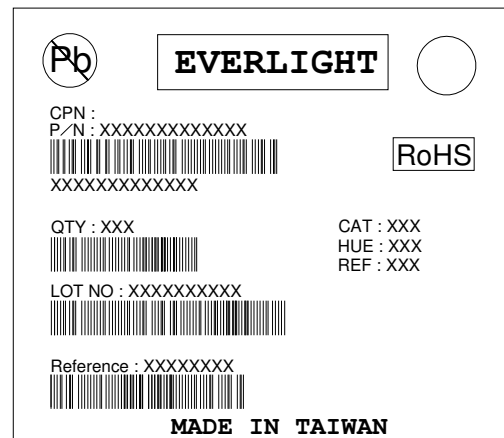 Pb
EVERLIGHT
CPN :
P/N : XXXXXXXXXXXXX
RoHS
XXXXXXXXXXXXX
QTY : XXX
CAT : XXX
HUE : XXX
REF : XXX
LOT NO : XXXXXXXXXX
Reference : XXXXXXXX
MADE IN TAIWAN